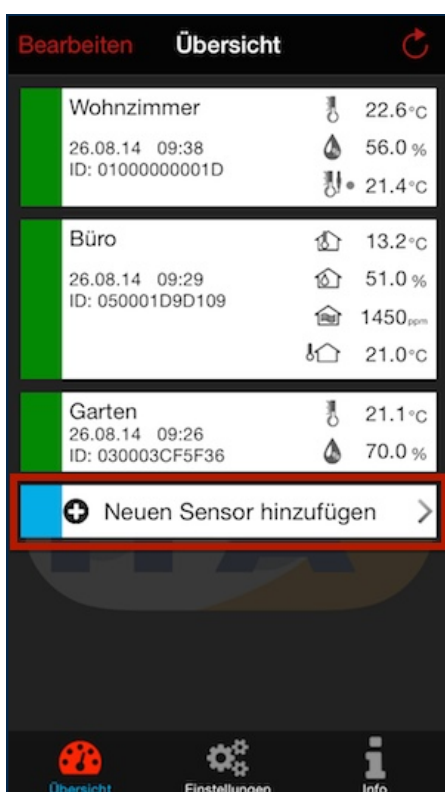 Bearbeiten Übersicht
Wohnzimmer 22.6°C
26.08.14 09:38 56.0 %
ID: 01000000001D
21.4°C
Büro 13.2°C
26.08.14 09:29 51.0 %
ID: 050001D9D109
1450 ppm
21.0°C
Garten 21.1°C
26.08.14 09:26
ID: 030003CF5F36 70.0 %
Neuen Sensor hinzufügen
Übersicht Einstellungen Info